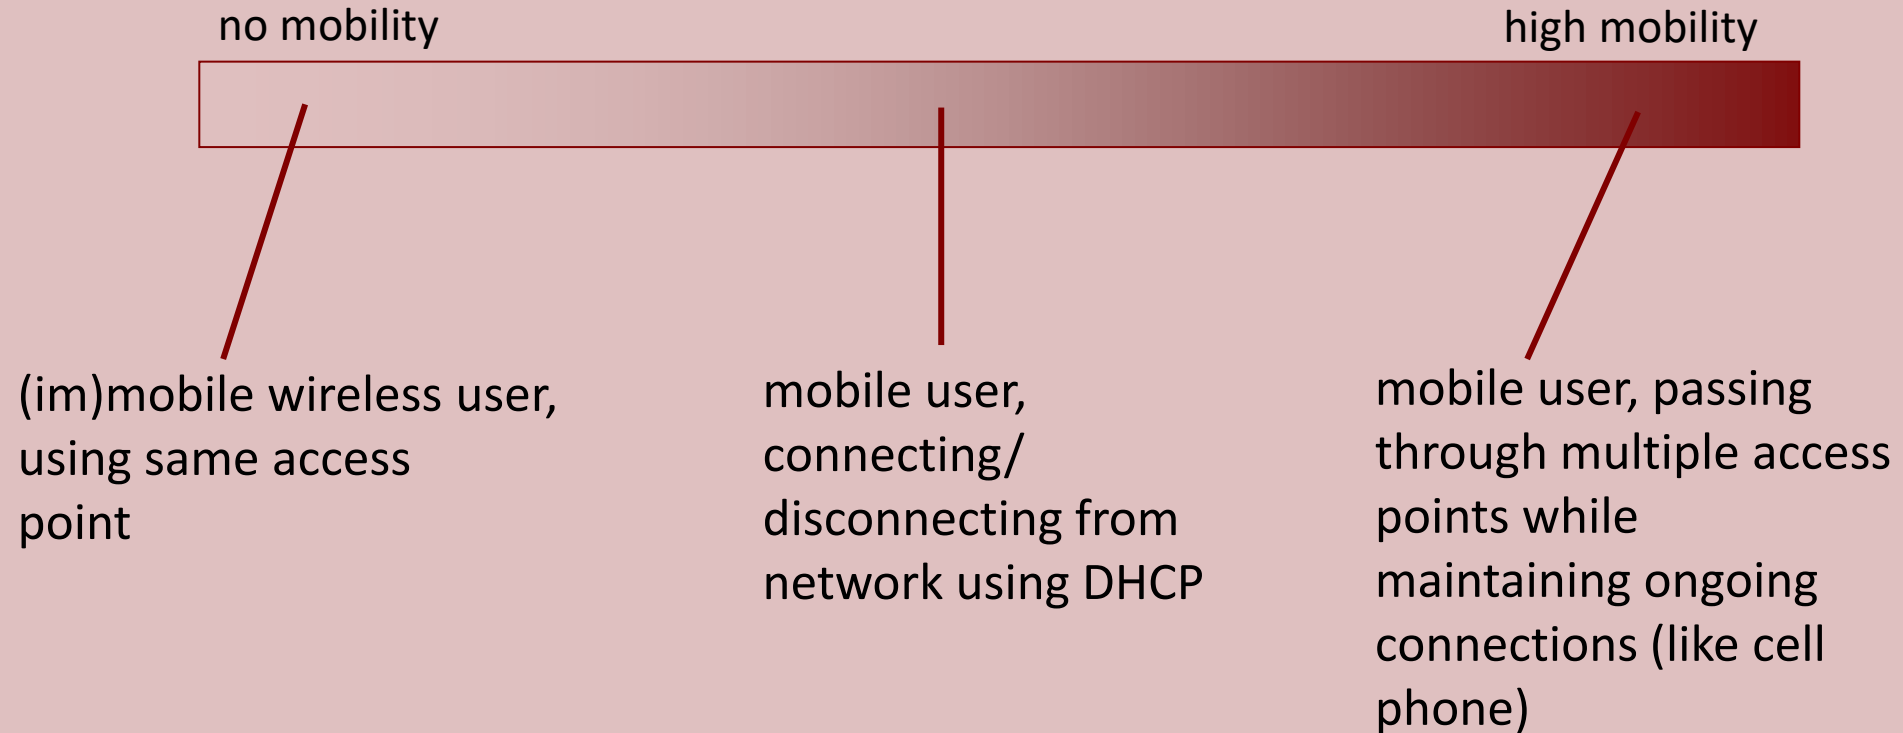 no mobility
high mobility
(im)mobile wireless user,
using same access
point
mobile user,
connecting/
disconnecting from
network using DHCP
mobile user, passing
through multiple access
points while
maintaining ongoing
connections (like cell
phone)